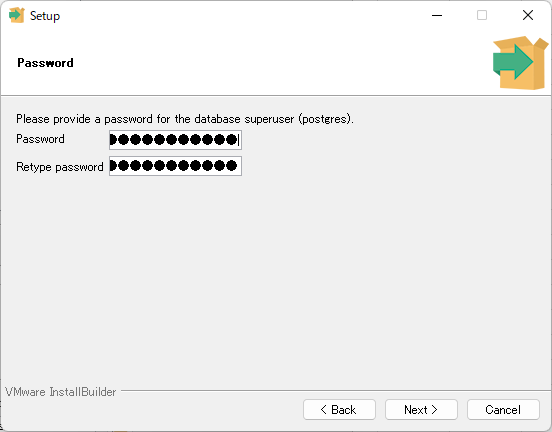 Setup
Password
Please provide a password for the database superuser (postgres).
Password
Retype password
VMware InstallBuilder
< Back
Next >
Cancel